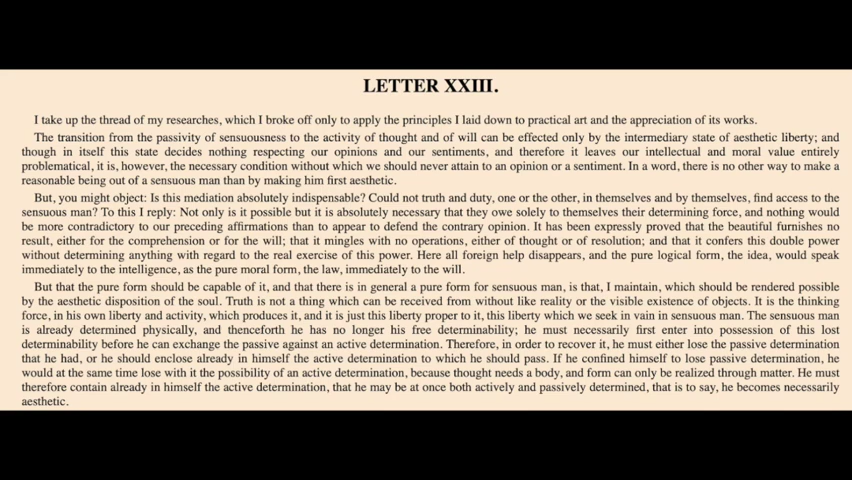 LETTER XXIII.
I take up the thread of my researches, which I broke off only to apply the principles I laid down to practical art and the appreciation of its works.
The transition from the passivity of sensuousness to the activity of thought and of will can be effected only by the intermediary state of aesthetic liberty; and
though in itself this state decides nothing respecting our opinions and our sentiments, and therefore it leaves our intellectual and moral value entirely
problematical, it is, however, the necessary condition without which we should never attain to an opinion or a sentiment. In a word, there is no other way to make a
reasonable being out of a sensuous man than by making him first aesthetic.
But, you might object: Is this mediation absolutely indispensable? Could not truth and duty, one or the other, in themselves and by themselves, find access to the
sensuous man? To this I reply: Not only is it possible but it is absolutely necessary that they owe solely to themselves their determining force, and nothing would
be more contradictory to our preceding affirmations than to appear to defend the contrary opinion. It has been expressly proved that the beautiful furnishes no
result, either for the comprehension or for the will; that it mingles with no operations, either of thought or of resolution; and that it confers this double power
without determining anything with regard to the real exercise of this power. Here all foreign help disappears, and the pure logical form, the idea, would speak
immediately to the intelligence, as the pure moral form, the law, immediately to the will.
But that the pure form should be capable of it, and that there is in general a pure form for sensuous man, is that, I maintain, which should be rendered possible
by the aesthetic disposition of the soul. Truth is not a thing which can be received from without like reality or the visible existence of objects. It is the thinking
force, in his own liberty and activity, which produces it, and it is just this liberty proper to it, this liberty which we seek in vain in sensuous man. The sensuous man
is already determined physically, and thenceforth he has no longer his free determinability; he must necessarily first enter into possession of this lost
determinability before he can exchange the passive against an active determination. Therefore, in order to recover it, he must either lose the passive determination
that he had, or he should enclose already in himself the active determination to which he should pass. If he confined himself to lose passive determination, he
would at the same time lose with it the possibility of an active determination, because thought needs a body, and form can only be realized through matter. He must
therefore contain already in himself the active determination, that he may be at once both actively and passively determined, that is to say, he becomes necessarily
aesthetic.